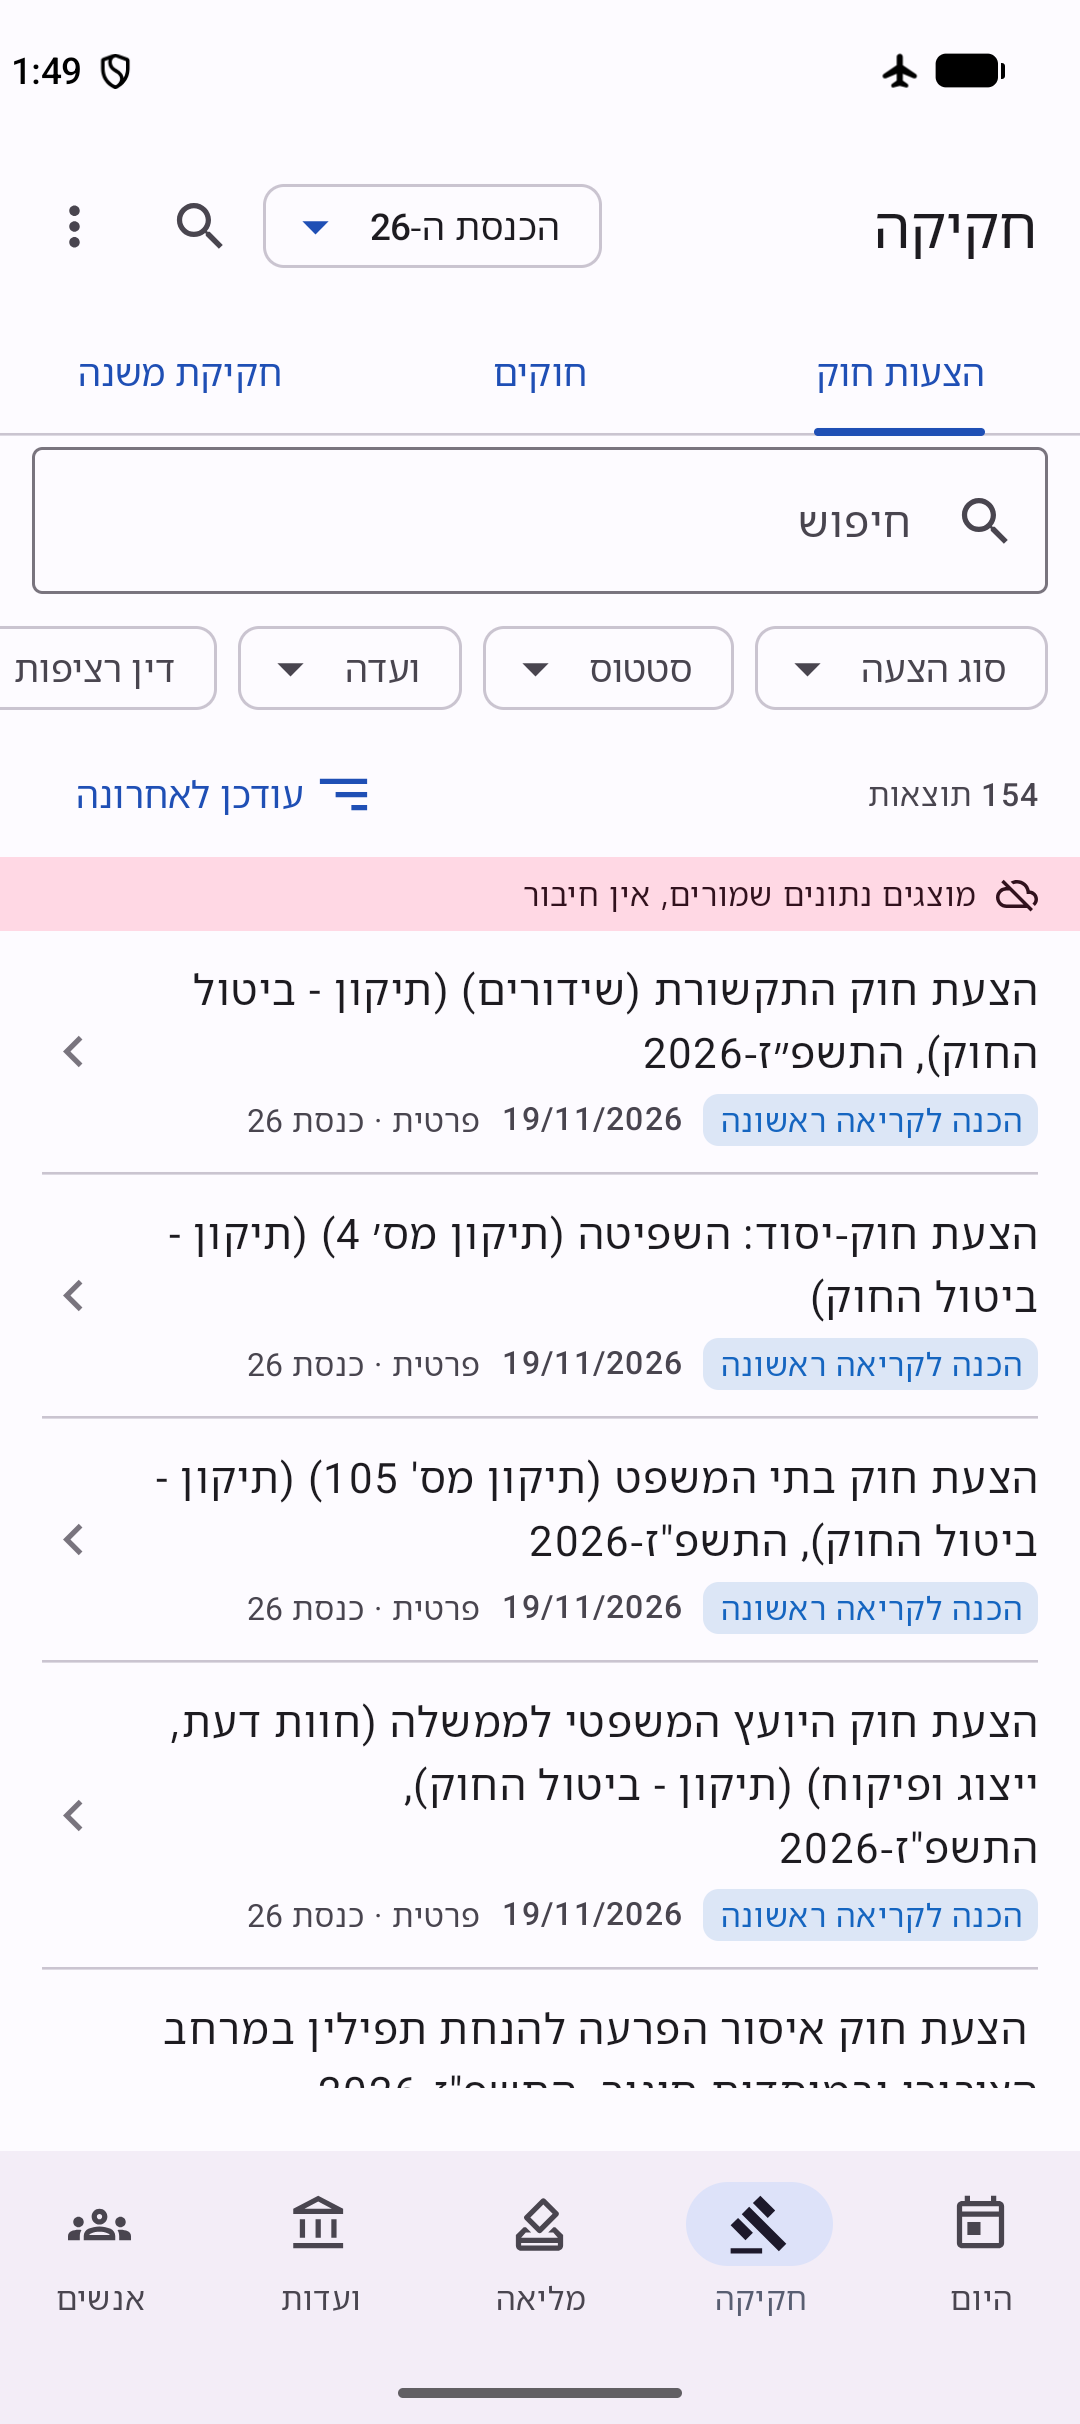 1:49
חקיקה
הכנסת ה-26
הצעות חוק
חוקים
חקיקת משנה
חיפוש
סוג הצעה
סטטוס
ועדה
דין רציפות
154 תוצאות
עודכן לאחרונה
מוצגים נתונים שמורים, אין חיבור
הצעת חוק התקשורת (שידורים) (תיקון - ביטול
החוק), התשפ״ז-2026
הכנה לקריאה ראשונה 19/11/2026 פרטית · כנסת 26
הצעת חוק-יסוד: השפיטה (תיקון מס׳ 4) (תיקון -
ביטול החוק)
הכנה לקריאה ראשונה 19/11/2026 פרטית · כנסת 26
הצעת חוק בתי המשפט (תיקון מס' 105) (תיקון -
ביטול החוק), התשפ"ז-2026
הכנה לקריאה ראשונה 19/11/2026 פרטית · כנסת 26
הצעת חוק היועץ המשפטי לממשלה (חוות דעת,
ייצוג ופיקוח) (תיקון - ביטול החוק),
התשפ"ז-2026
הכנה לקריאה ראשונה 19/11/2026 פרטית · כנסת 26
הצעת חוק איסור הפרעה להנחת תפילין במרחב
היום
חקיקה
מליאה
ועדות
אנשים